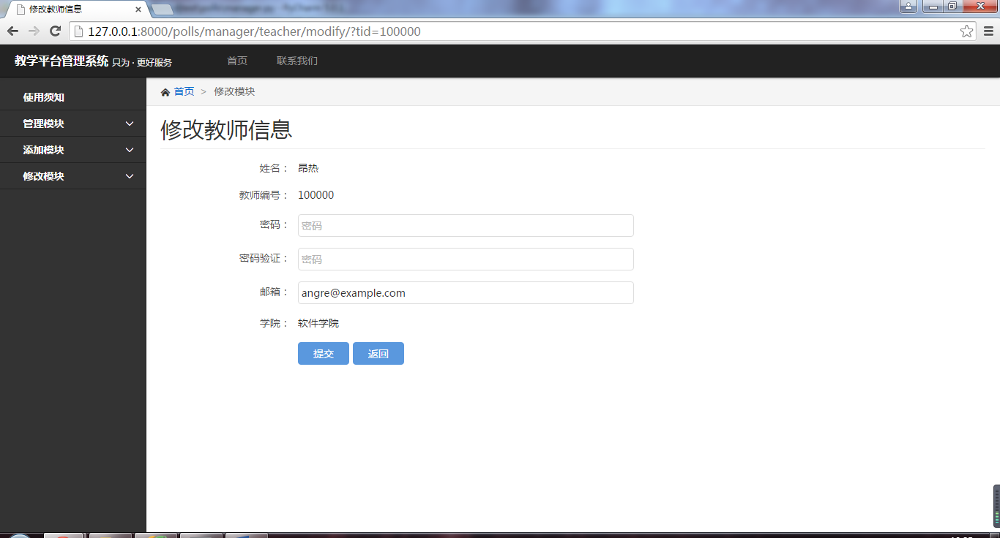 修改教师信息
127.0.0.1:8000/polls/manager/teacher/modify/?tid=100000
教学平台管理系统 只为 · 更好服务 首页 联系我们
使用须知
管理模块
添加模块
修改模块
首页 > 修改模块
修改教师信息
姓名： 昂热
教师编号： 100000
密码： 密码
密码验证： 密码
邮箱： angre@example.com
学院： 软件学院
提交 返回